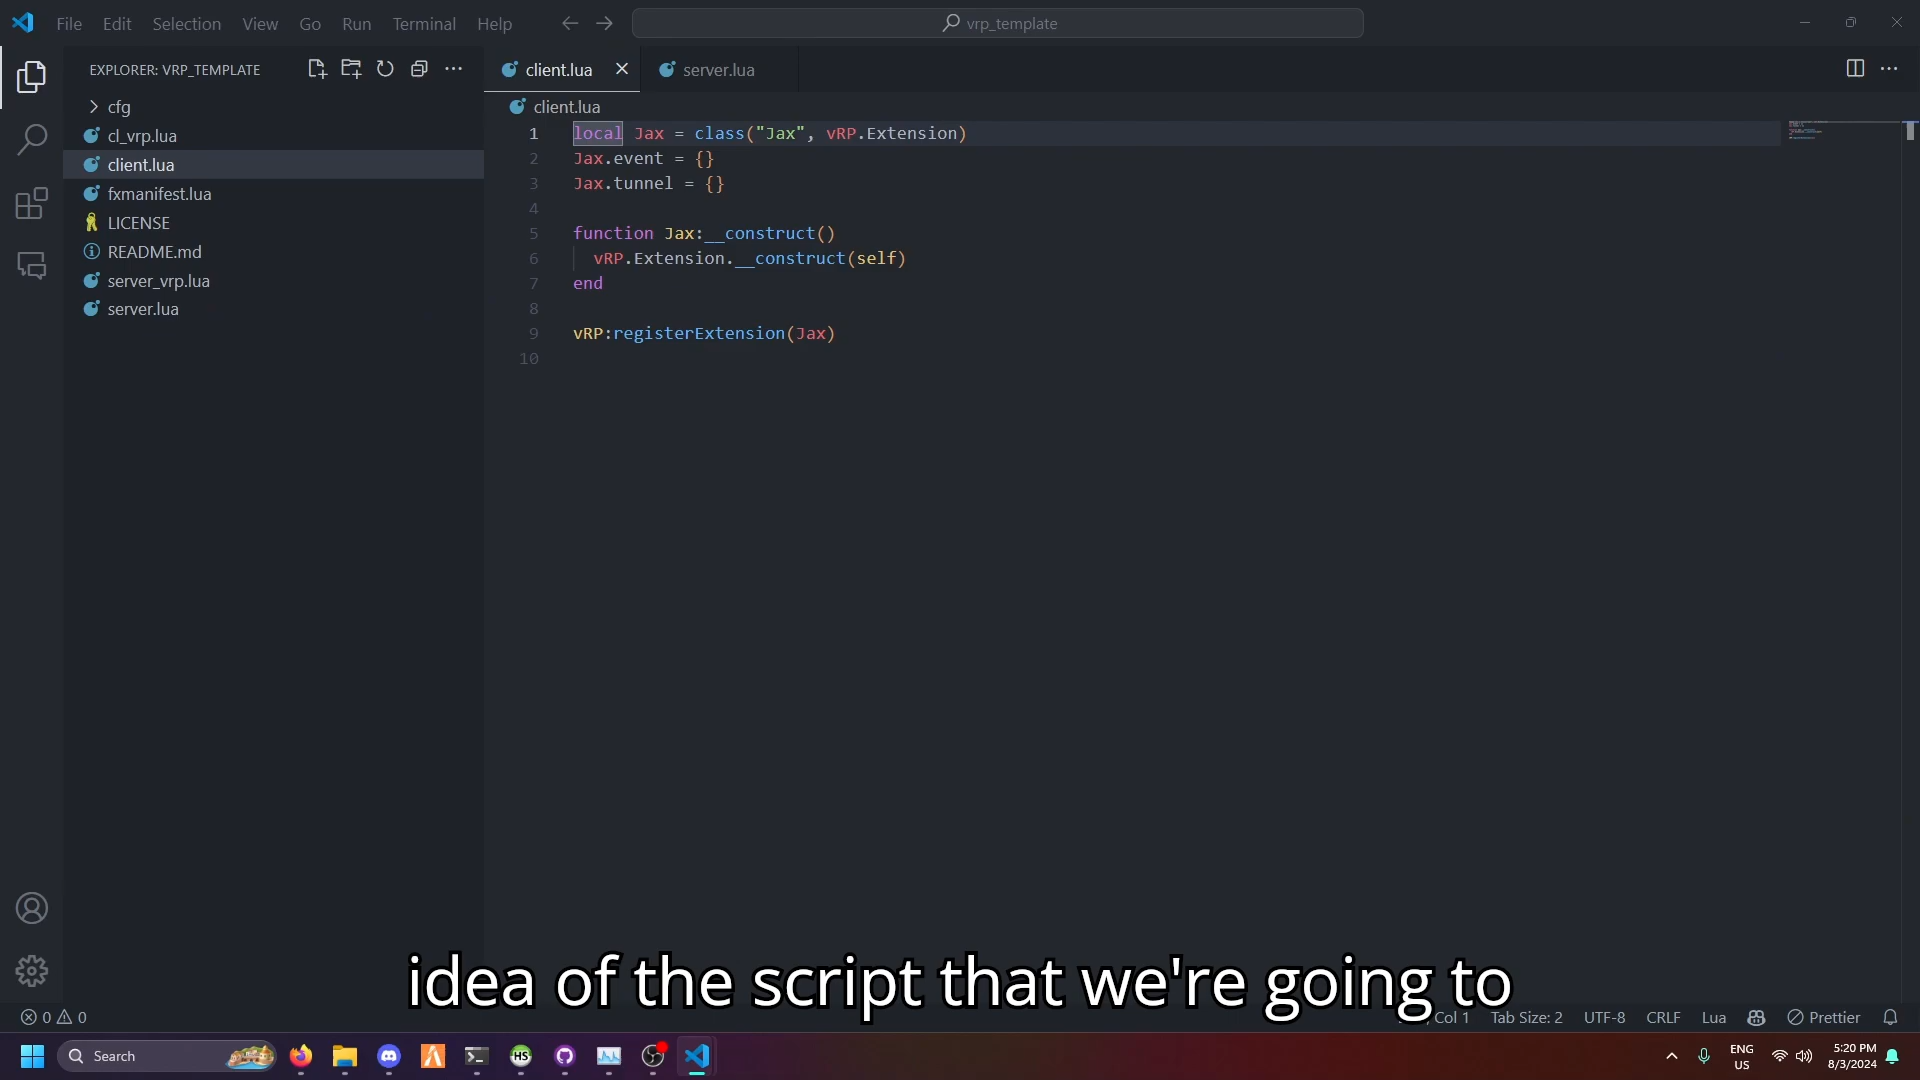 File Edit Selection View Go Run Terminal Help
vrp_template
EXPLORER: VRP_TEMPLATE
cfg
cl_vrp.lua
client.lua
fxmanifest.lua
LICENSE
README.md
server_vrp.lua
server.lua
client.lua
server.lua
client.lua
1 local Jax = class("Jax", vRP.Extension)
2 Jax.event = {}
3 Jax.tunnel = {}
4
5 function Jax:__construct()
6 vRP.Extension.__construct(self)
7 end
8
9 vRP:registerExtension(Jax)
10
idea of the script that we're going to
0 0
Col 1 Tab Size: 2 UTF-8 CRLF Lua Prettier
Search
HS
ENG
US
5:20 PM
8/3/2024